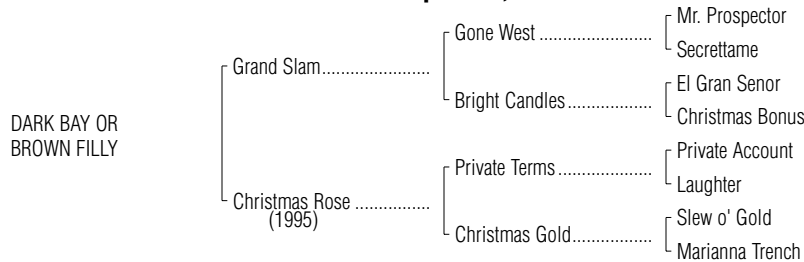 Mr. Prospector
Gone West
Secrettame
Grand Slam
El Gran Senor
Bright Candles
Christmas Bonus
DARK BAY OR
BROWN FILLY
Private Account
Private Terms
Laughter
Christmas Rose
(1995)
Slew o' Gold
Christmas Gold
Marianna Trench